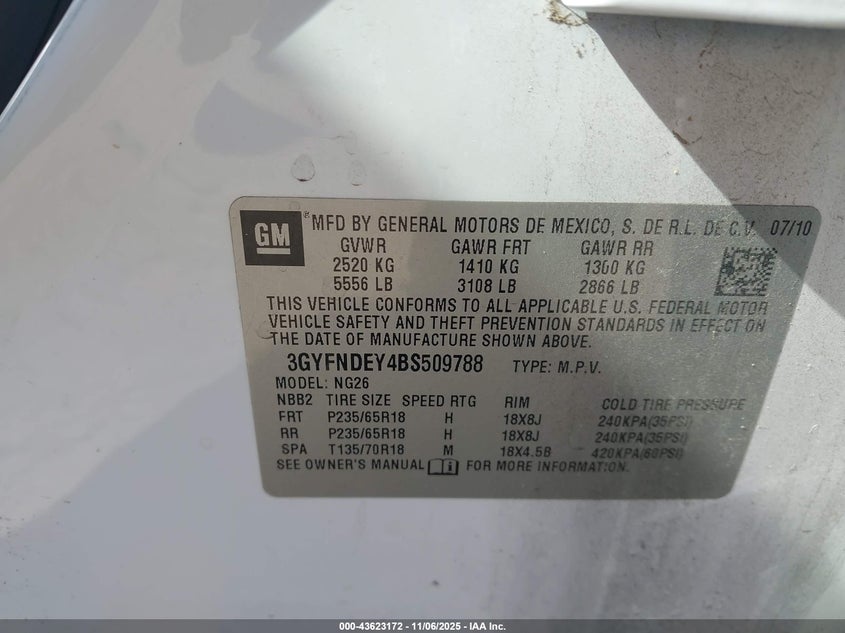 GM ® MFD BY GENERAL MOTORS DE MEXICO, S. DE R.L. DE C.V. 07/10
GVWR GAWR FRT GAWR RR
2520 KG 1410 KG 1300 KG
5556 LB 3108 LB 2866 LB
THIS VEHICLE CONFORMS TO ALL APPLICABLE U.S. FEDERAL MOTOR
VEHICLE SAFETY AND THEFT PREVENTION STANDARDS IN EFFECT ON
THE DATE OF MANUFACTURE SHOWN ABOVE.
3GYFNDEY4BS509788 TYPE: M.P.V.
MODEL: NG26
NBB2 TIRE SIZE SPEED RTG RIM COLD TIRE PRESSURE
FRT P235/65R18 H 18X8J 240KPA(35PSI)
RR P235/65R18 H 18X8J 240KPA(35PSI)
SPA T135/70R18 M 18X4.5B 420KPA(60PSI)
SEE OWNER'S MANUAL FOR MORE INFORMATION.
000-43623172 - 11/06/2025 - IAA Inc.